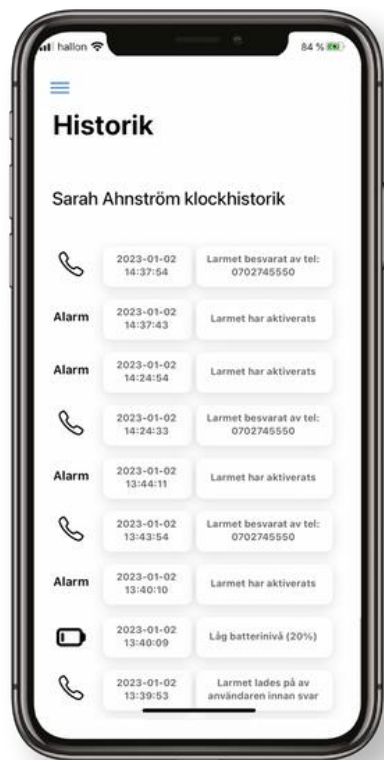 hallon
84 %
Historik
Sarah Ahnström klockhistorik
2023-01-02
14:37:54
Larmet besvarat av tel:
0702745550
Alarm
2023-01-02
14:37:43
Larmet har aktiverats
Alarm
2023-01-02
14:24:54
Larmet har aktiverats
2023-01-02
14:24:33
Larmet besvarat av tel:
0702745550
Alarm
2023-01-02
13:44:11
Larmet har aktiverats
2023-01-02
13:43:54
Larmet besvarat av tel:
0702745550
Alarm
2023-01-02
13:40:10
Larmet har aktiverats
2023-01-02
13:40:09
Låg batterinivå (20%)
2023-01-02
13:39:53
Larmet lades på av
användaren innan svar